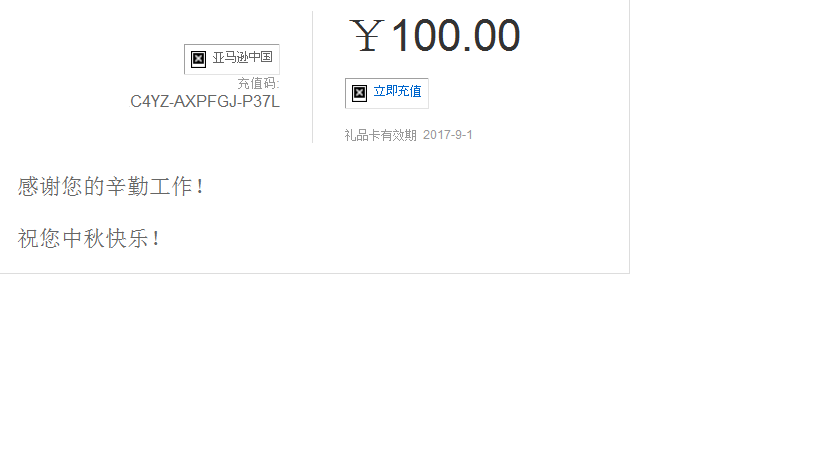 亚马逊中国
充值码:
C4YZ-AXPFGJ-P37L
￥100.00
立即充值
礼品卡有效期 2017-9-1
感谢您的辛勤工作！
祝您中秋快乐！